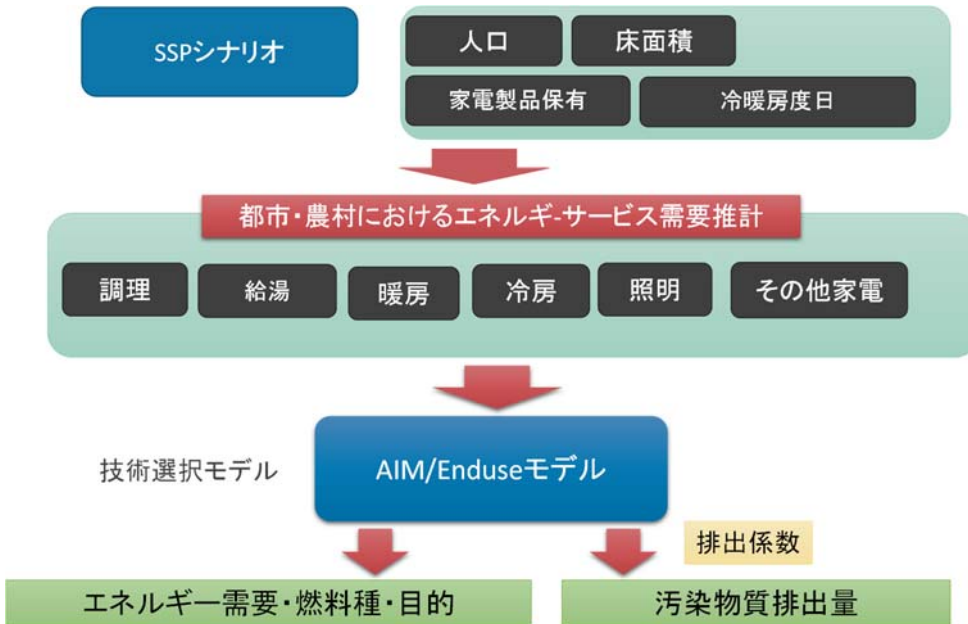 SSPシナリオ
人口
床面積
家電製品保有
冷暖房度日
都市・農村におけるエネルギ-サービス需要推計
調理
給湯
暖房
冷房
照明
その他家電
技術選択モデル
AIM/Enduseモデル
排出係数
エネルギー需要・燃料種・目的
汚染物質排出量